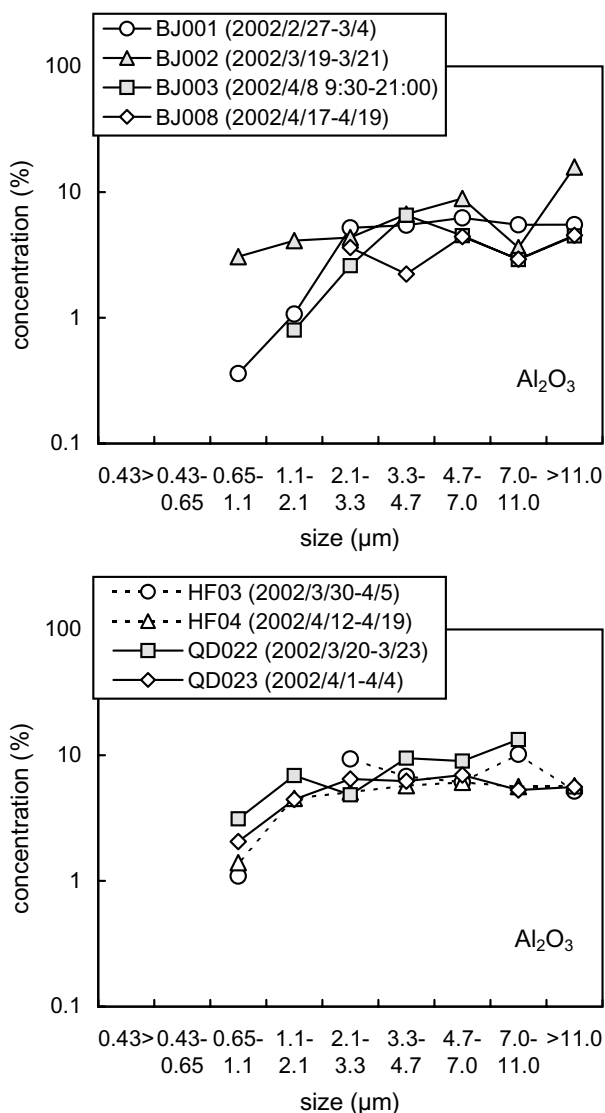 BJ001 (2002/2/27-3/4)
BJ002 (2002/3/19-3/21)
BJ003 (2002/4/8 9:30-21:00)
BJ008 (2002/4/17-4/19)
100
10
1
0.1
concentration (%)
Al₂O₃
0.43> 0.43- 0.65- 1.1- 2.1- 3.3- 4.7- 7.0- >11.0
0.65 1.1 2.1 3.3 4.7 7.0 11.0
size (µm)
HF03 (2002/3/30-4/5)
HF04 (2002/4/12-4/19)
QD022 (2002/3/20-3/23)
QD023 (2002/4/1-4/4)
100
10
1
0.1
concentration (%)
Al₂O₃
0.43> 0.43- 0.65- 1.1- 2.1- 3.3- 4.7- 7.0- >11.0
0.65 1.1 2.1 3.3 4.7 7.0 11.0
size (µm)